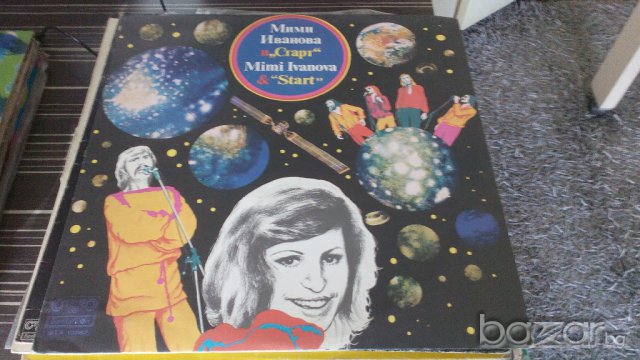 Мими
Иванова
и „Старт“
Mimi Ivanova
& “Start”
bazar.bg